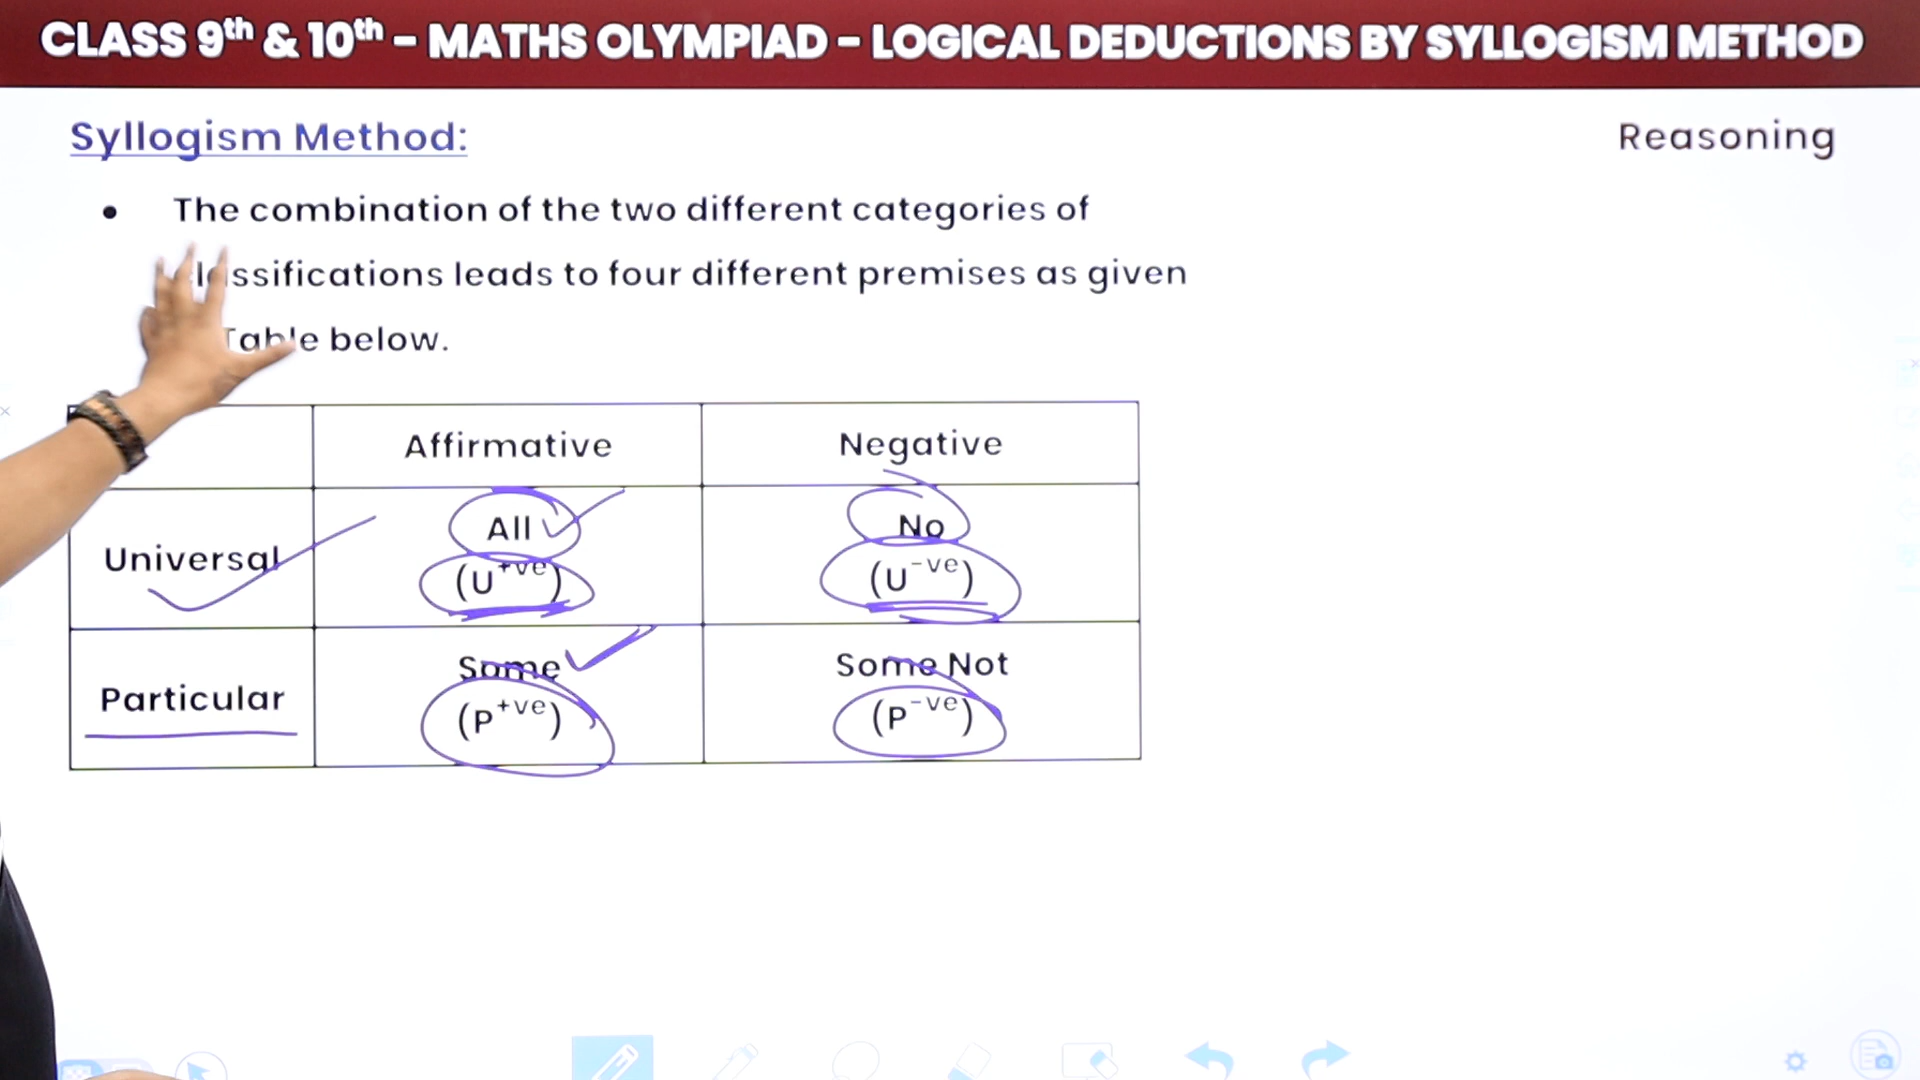 CLASS 9th & 10th - MATHS OLYMPIAD - LOGICAL DEDUCTIONS BY SYLLOGISM METHOD
Syllogism Method:
Reasoning
• The combination of the two different categories of
classifications leads to four different premises as given
Table below.
Affirmative
Negative
Universal
All
(U+ve)
No
(U-ve)
Particular
Some
(P+ve)
Some Not
(P-ve)